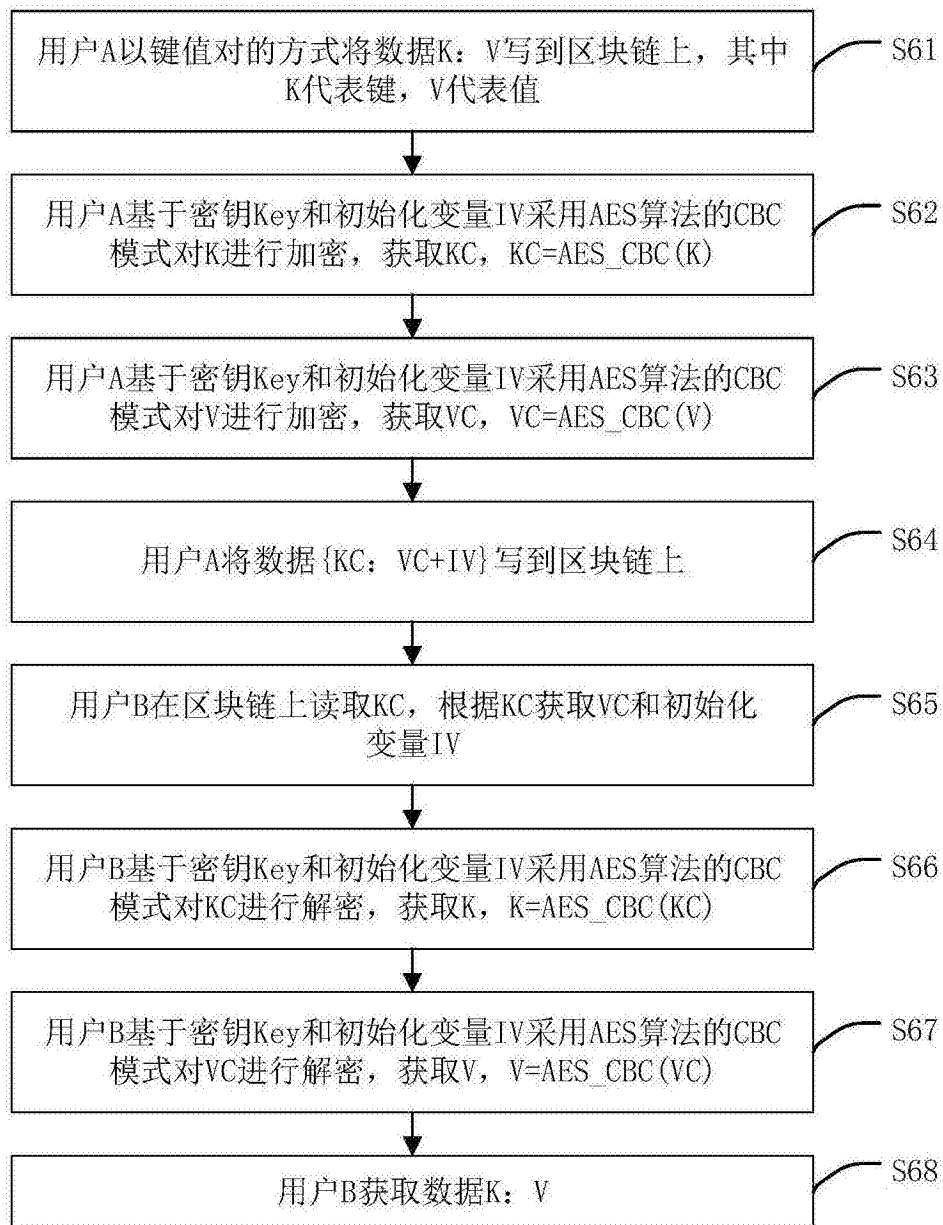 用户A以键值对的方式将数据K：V写到区块链上，其中
K代表键，V代表值
S61
用户A基于密钥Key和初始化变量IV采用AES算法的CBC
模式对K进行加密，获取KC，KC=AES_CBC(K)
S62
用户A基于密钥Key和初始化变量IV采用AES算法的CBC
模式对V进行加密，获取VC，VC=AES_CBC(V)
S63
用户A将数据{KC：VC+IV}写到区块链上
S64
用户B在区块链上读取KC，根据KC获取VC和初始化
变量IV
S65
用户B基于密钥Key和初始化变量IV采用AES算法的CBC
模式对KC进行解密，获取K，K=AES_CBC(KC)
S66
用户B基于密钥Key和初始化变量IV采用AES算法的CBC
模式对VC进行解密，获取V，V=AES_CBC(VC)
S67
用户B获取数据K：V
S68